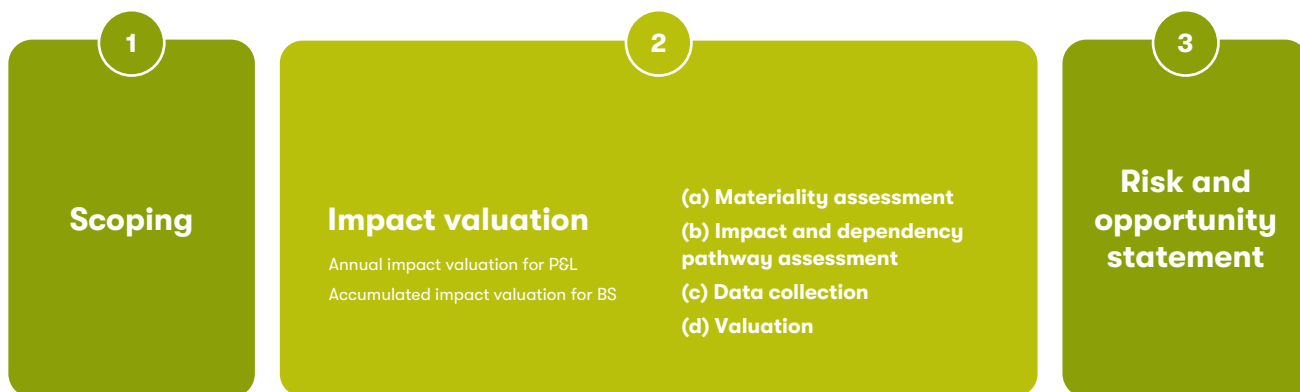 1
Scoping
2
Impact valuation
Annual impact valuation for P&L
Accumulated impact valuation for BS
(a) Materiality assessment
(b) Impact and dependency
pathway assessment
(c) Data collection
(d) Valuation
3
Risk and
opportunity
statement